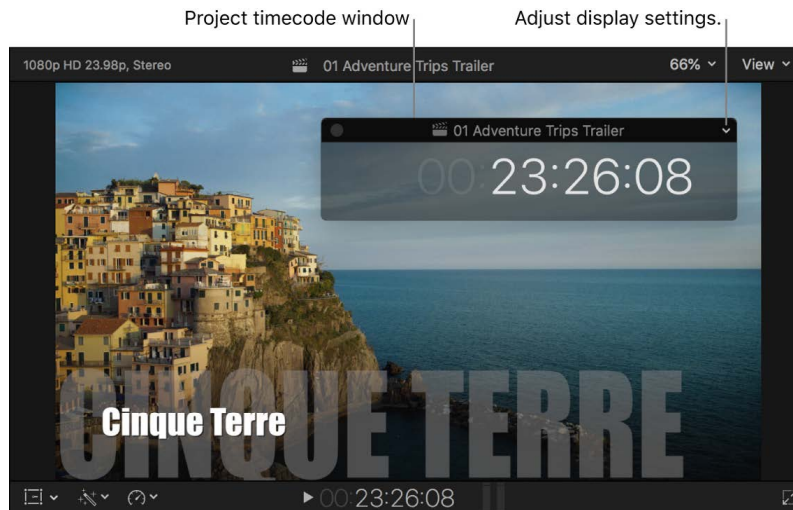 Project timecode window
Adjust display settings.
1080p HD 23.98p, Stereo
01 Adventure Trips Trailer
66%
View
01 Adventure Trips Trailer
00:23:26:08
CINQUE TERRE
Cinque Terre
00:23:26:08